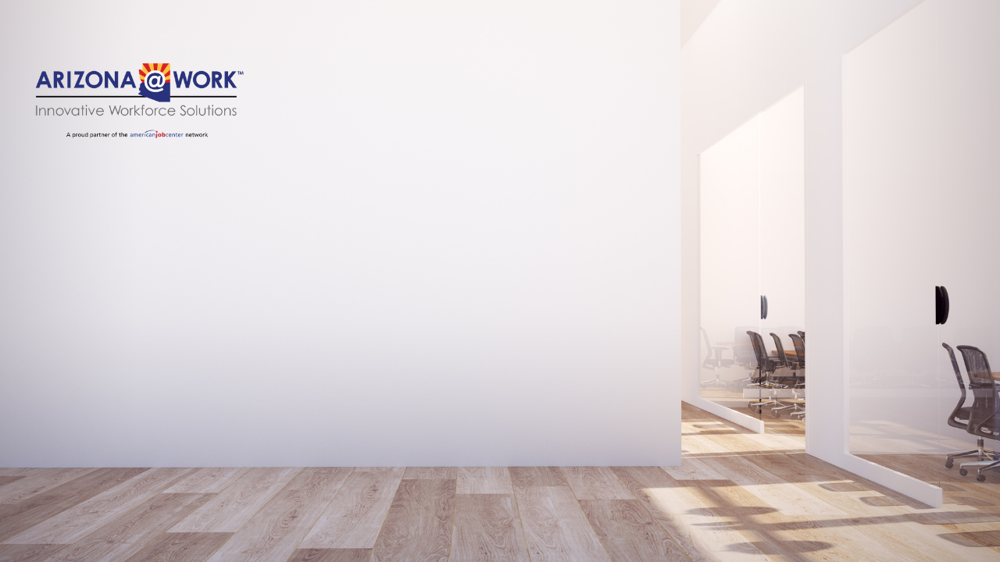 ARIZONA@WORK™
Innovative Workforce Solutions
A proud partner of the americanjobcenter network